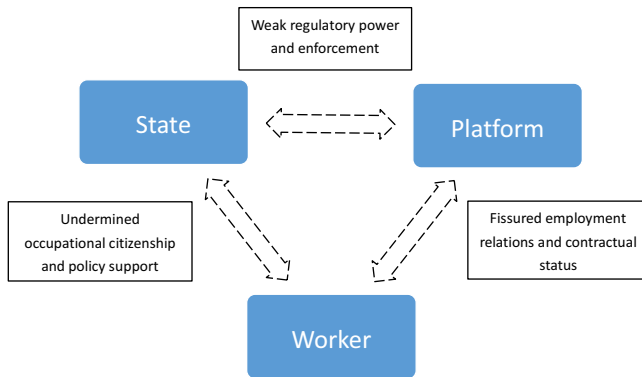 Weak regulatory power
and enforcement
State
Platform
Undermined
occupational citizenship
and policy support
Fissured employment
relations and contractual
status
Worker